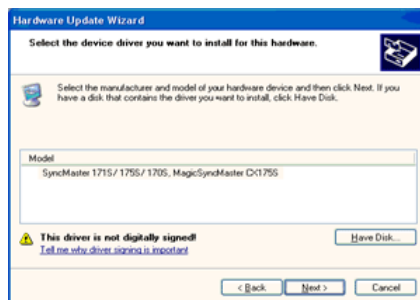 Hardware Update Wizard
Select the device driver you want to install for this hardware.
Select the manufacturer and model of your hardware device and then click Next. If you
have a disk that contains the driver you want to install, click Have Disk.
Model
SyncMaster 171S/ 175S/ 170S, MagicSyncMaster CX175S
This driver is not digitally signed!
Have Disk...
Tell me why driver signing is important
< Back
Next >
Cancel